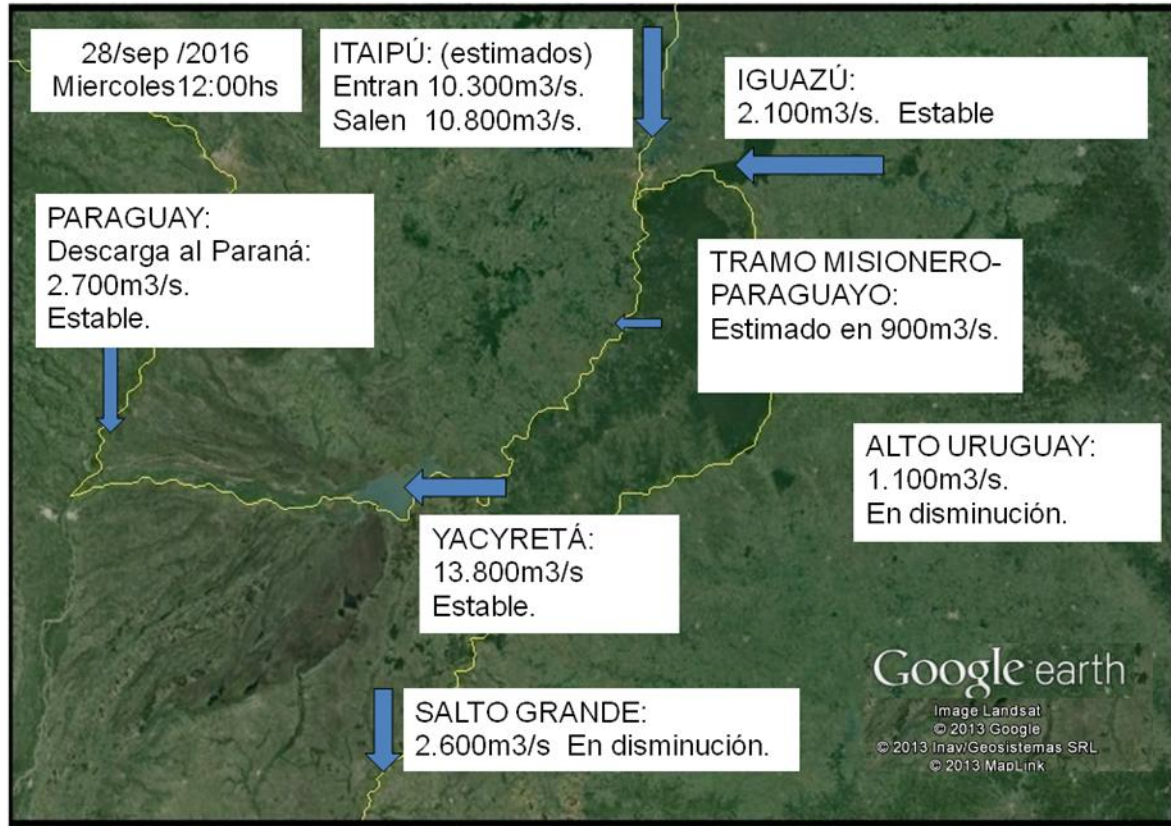 28/sep /2016
Miercoles12:00hs
ITAIPÚ: (estimados)
Entran 10.300m3/s.
Salen 10.800m3/s.
IGUAZÚ:
2.100m3/s. Estable
PARAGUAY:
Descarga al Paraná:
2.700m3/s.
Estable.
TRAMO MISIONERO-
PARAGUAYO:
Estimado en 900m3/s.
ALTO URUGUAY:
1.100m3/s.
En disminución.
YACYRETÁ:
13.800m3/s
Estable.
SALTO GRANDE:
2.600m3/s En disminución.
Google earth
Image Landsat
© 2013 Google
© 2013 Inav/Geosistemas SRL
© 2013 MapLink